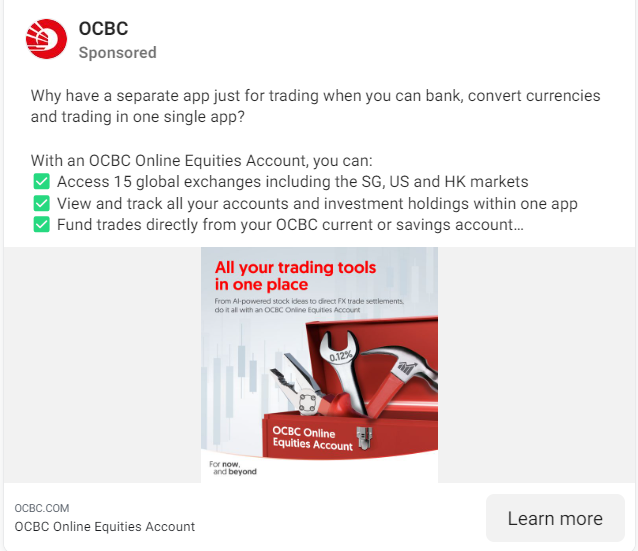 OCBC
Sponsored
Why have a separate app just for trading when you can bank, convert currencies
and trading in one single app?
With an OCBC Online Equities Account, you can:
✅ Access 15 global exchanges including the SG, US and HK markets
✅ View and track all your accounts and investment holdings within one app
✅ Fund trades directly from your OCBC current or savings account...
All your trading tools
in one place
From AI-powered stock ideas to direct FX trade settlements,
do it all with an OCBC Online Equities Account
0.12%
OCBC Online
Equities Account
For now,
and beyond
OCBC.COM
OCBC Online Equities Account
Learn more